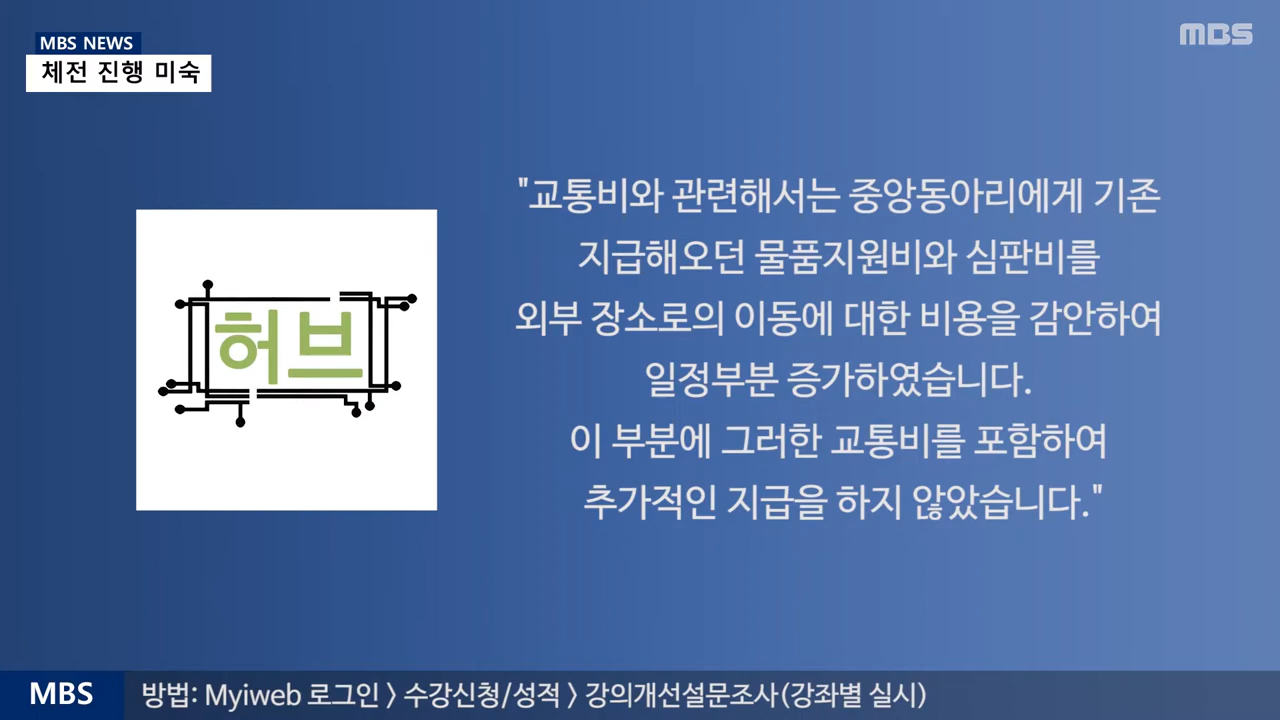 MBS NEWS
MBS
체전 진행 미숙
허브
"교통비와 관련해서는 중앙동아리에게 기존
지급해오던 물품지원비와 심판비를
외부 장소로의 이동에 대한 비용을 감안하여
일정부분 증가하였습니다.
이 부분에 그러한 교통비를 포함하여
추가적인 지급을 하지 않았습니다."
MBS 방법: Myiweb 로그인 > 수강신청/성적 > 강의개선설문조사(강좌별 실시)